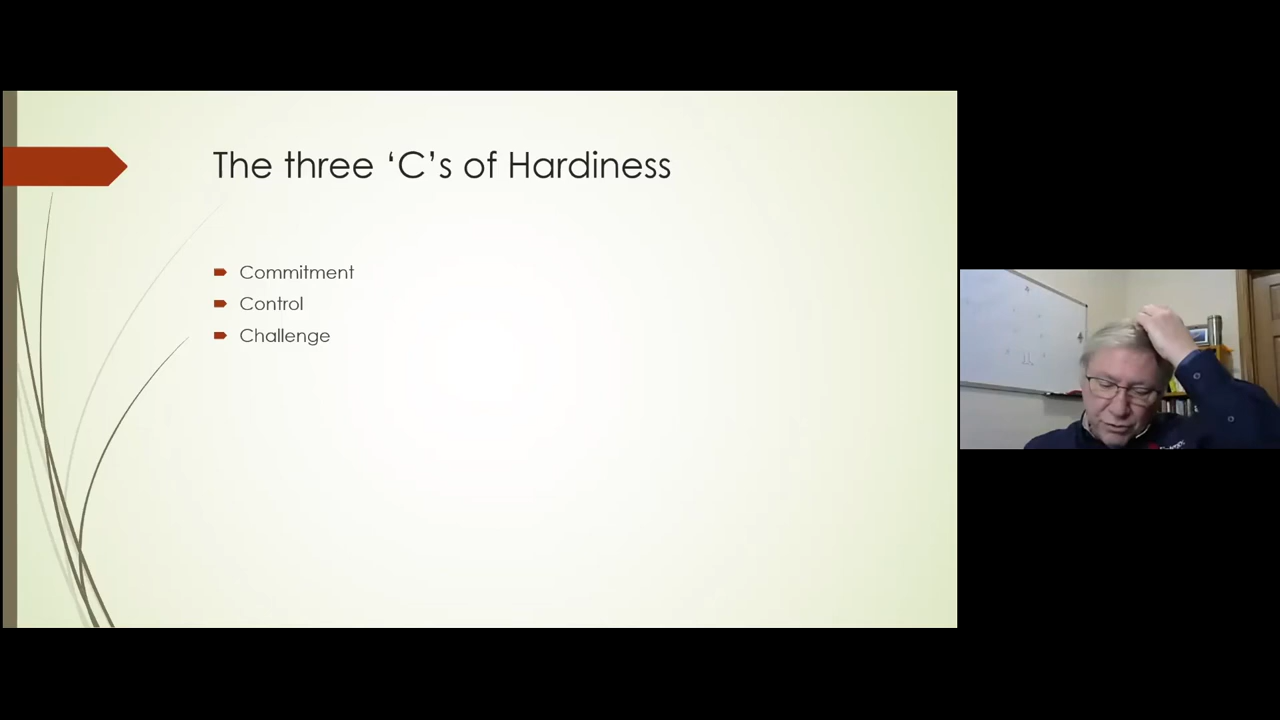 The three ‘C’s of Hardiness
Commitment
Control
Challenge